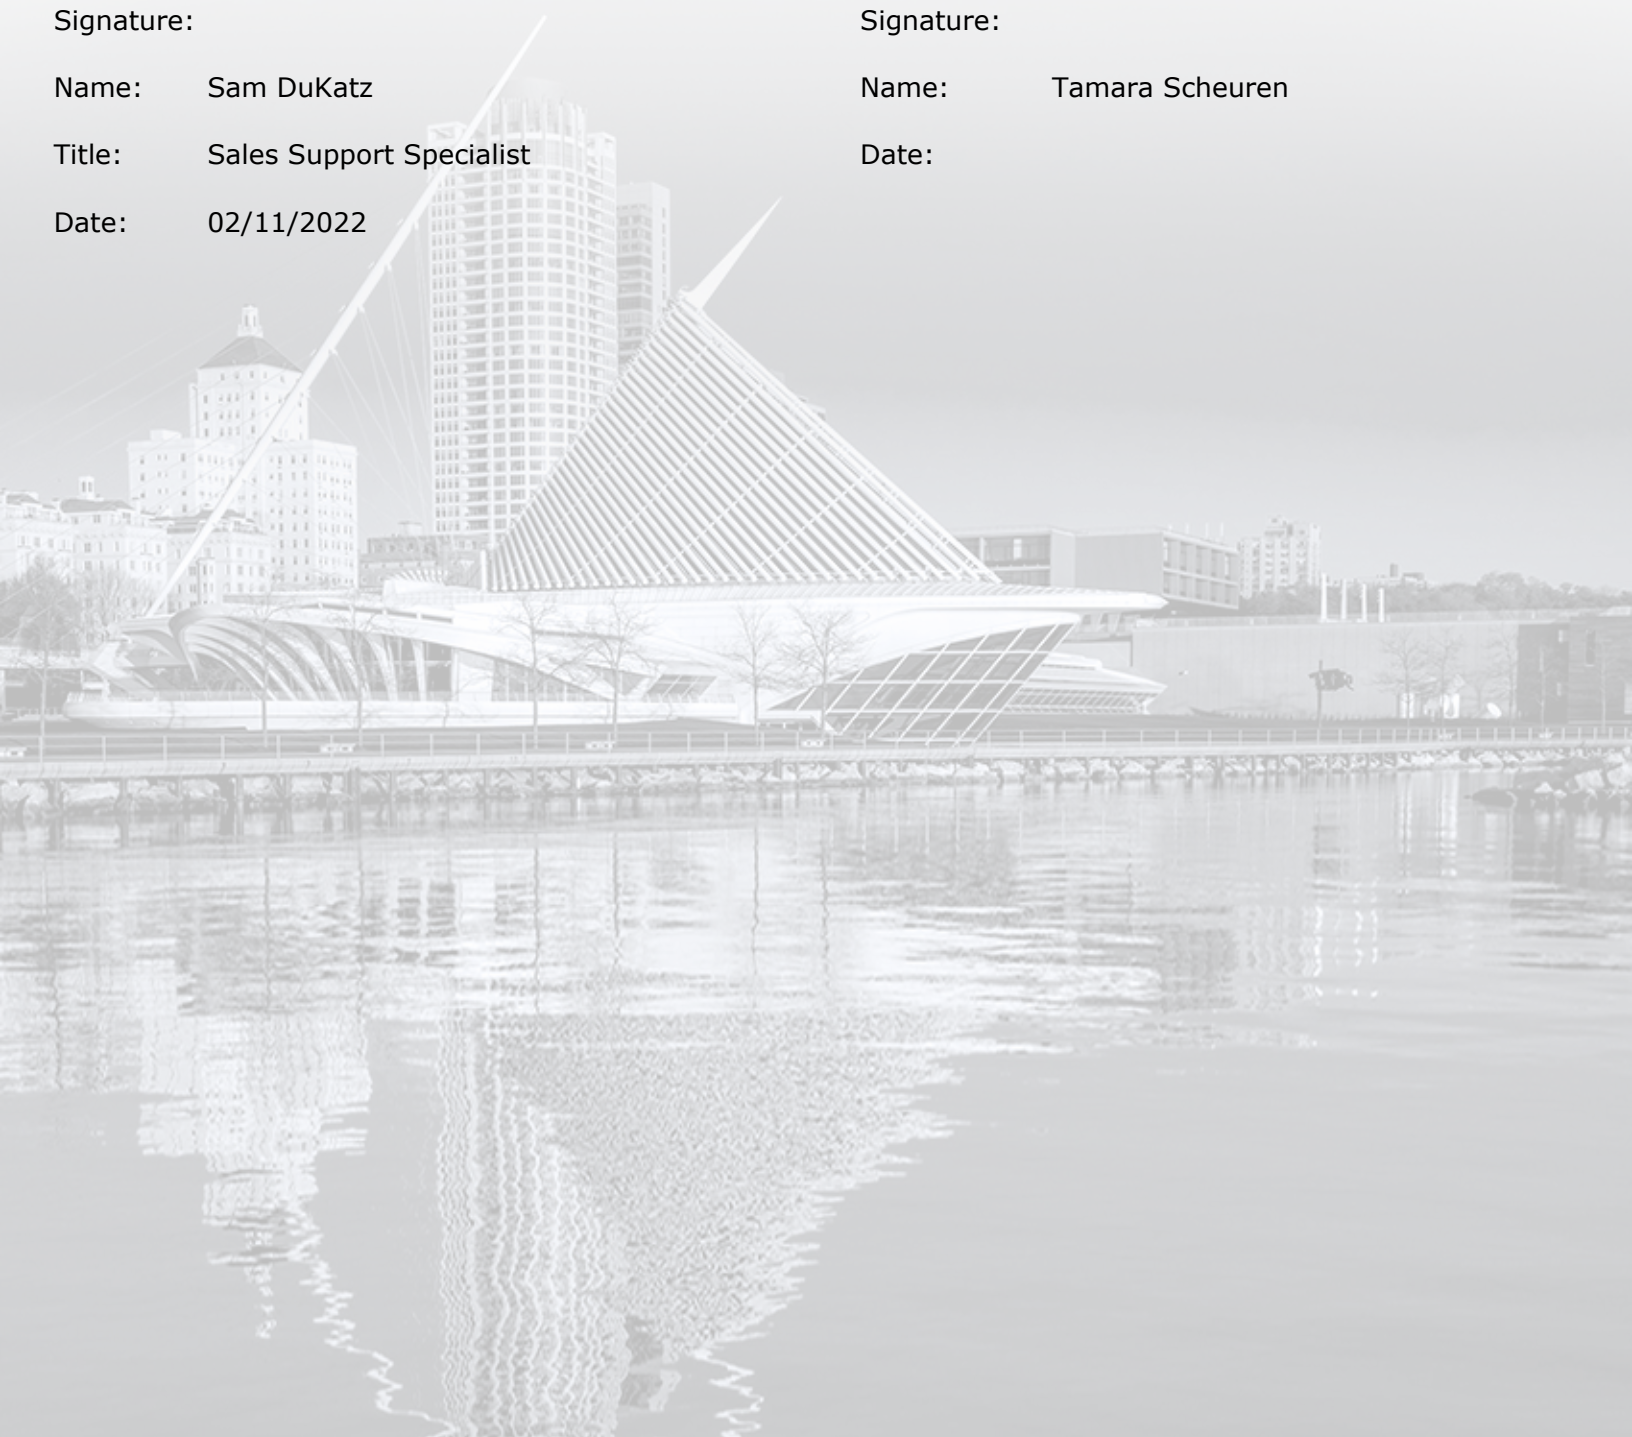 Signature:
Name: Sam DuKatz
Title: Sales Support Specialist
Date: 02/11/2022
Signature:
Name: Tamara Scheuren
Date: